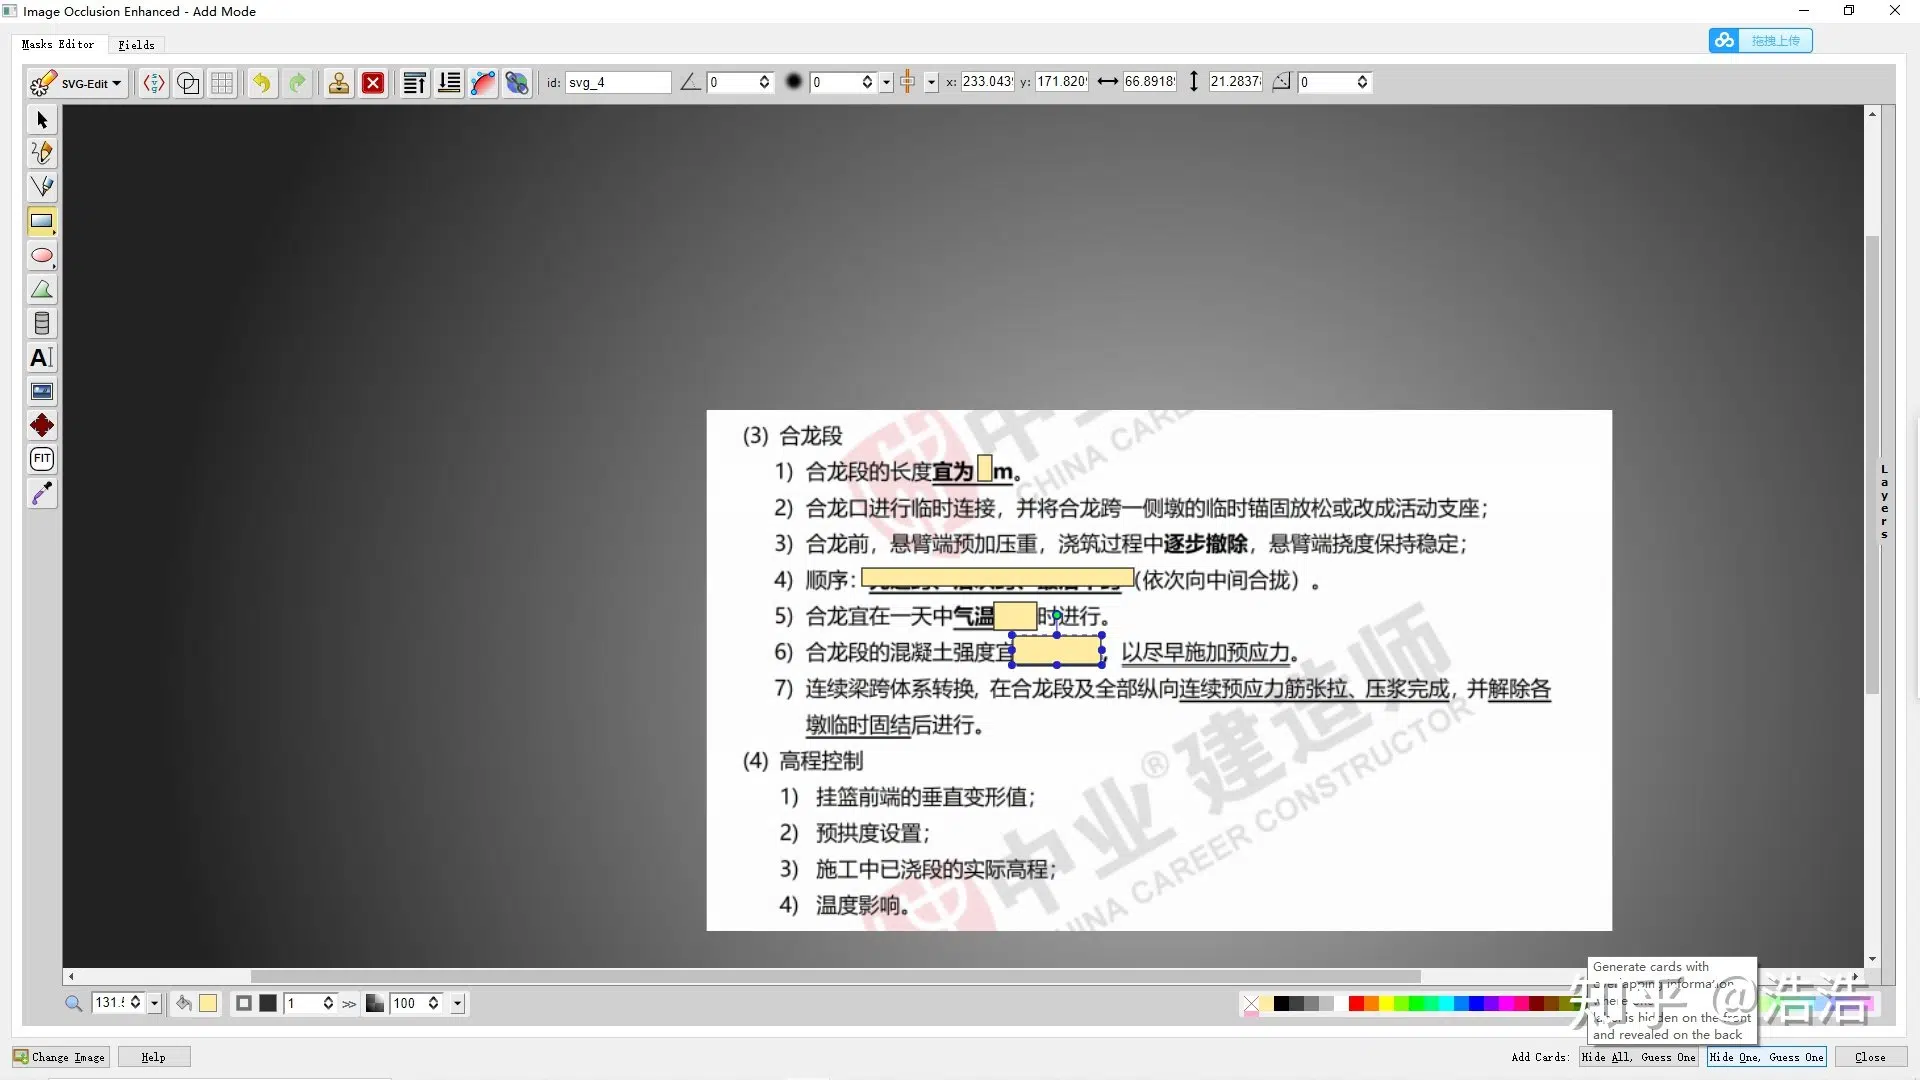 Image Occlusion Enhanced - Add Mode
Masks Editor
Fields
拖拽上传
SVG-Edit
id: svg_4
0
0
x: 233.043
y: 171.820
66.8918
21.2837
0
Layers
A
FIT
(3) 合龙段
1) 合龙段的长度宜为 m。
2) 合龙口进行临时连接，并将合龙跨一侧墩的临时锚固放松或改成活动支座；
3) 合龙前，悬臂端预加压重，浇筑过程中逐步撤除，悬臂端挠度保持稳定；
4) 顺序： (依次向中间合拢）。
5) 合龙宜在一天中气温 时进行。
6) 合龙段的混凝土强度宜 ，以尽早施加预应力。
7) 连续梁跨体系转换，在合龙段及全部纵向连续预应力筋张拉、压浆完成，并解除各
墩临时固结后进行。
(4) 高程控制
1) 挂篮前端的垂直变形值；
2) 预拱度设置；
3) 施工中已浇段的实际高程；
4) 温度影响。
中业®建造师
CHINA CAREER CONSTRUCTOR
131.5
1
>>
100
Generate cards with
overlapping information,
where one
label is hidden on the front
and revealed on the back
知乎 @浩浩
Change Image
Help
Add Cards:
Hide All, Guess One
Hide One, Guess One
Close